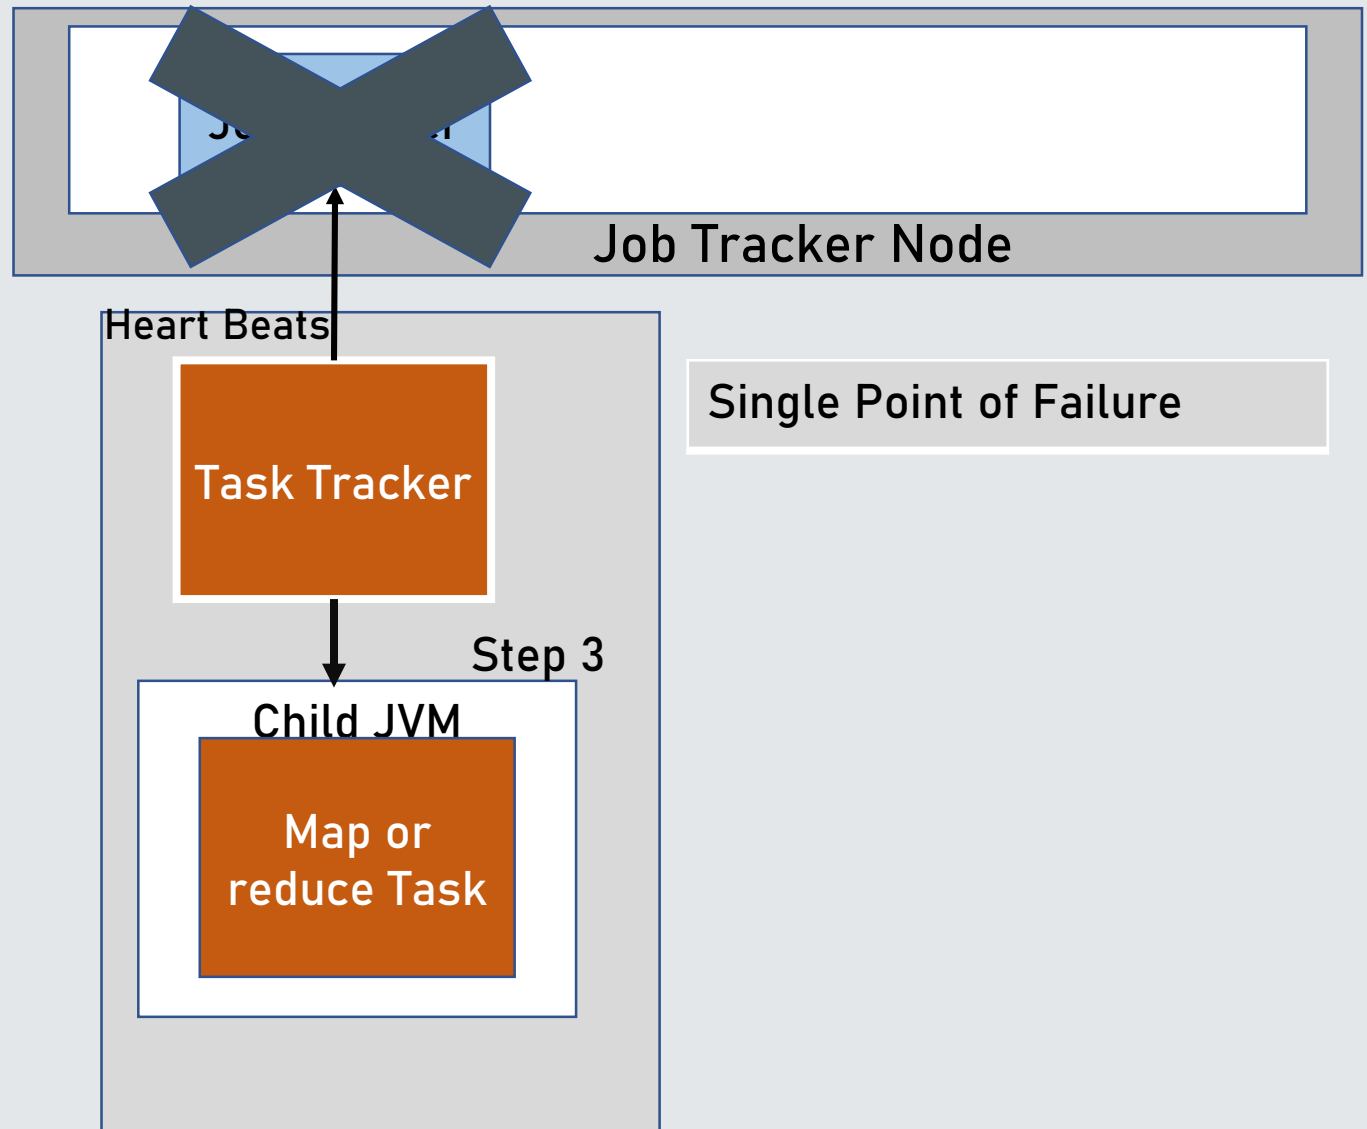 Job Tracker Node
Heart Beats
Single Point of Failure
Task Tracker
Step 3
Child JVM
Map or
reduce Task